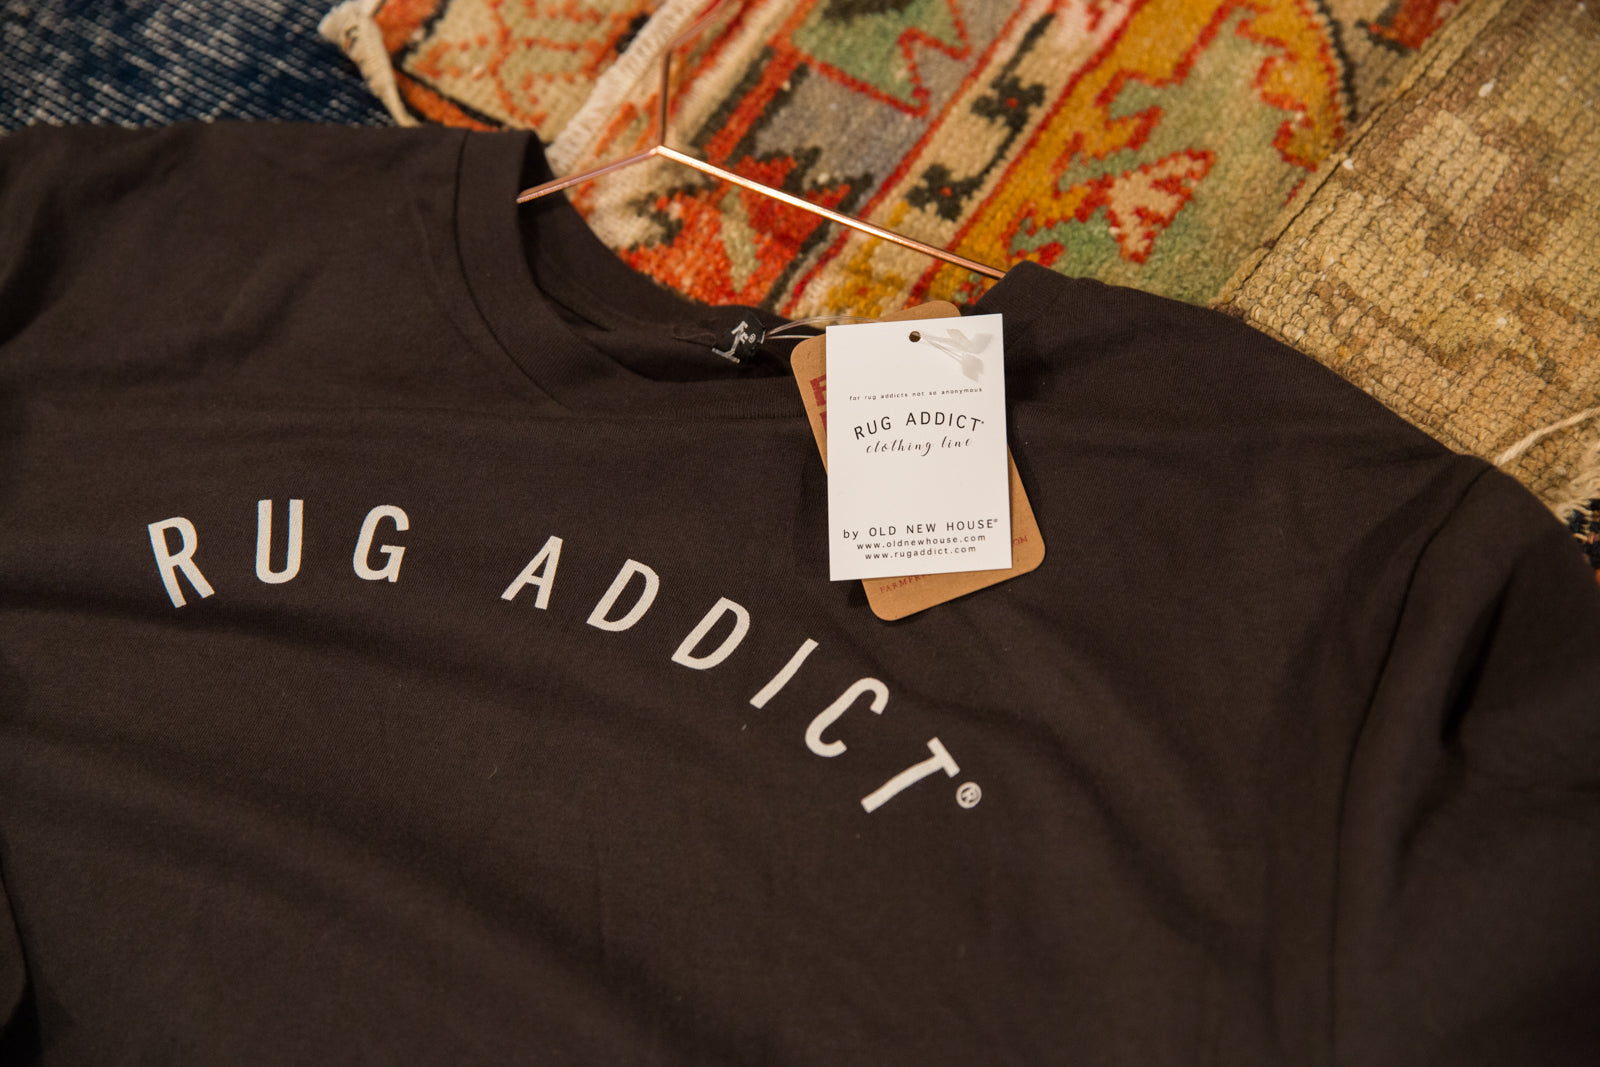 for rug addicts not so anonymous
RUG ADDICT®
clothing line
by OLD NEW HOUSE®
www.oldnewhouse.com
www.rugaddict.com
RUG ADDICT®